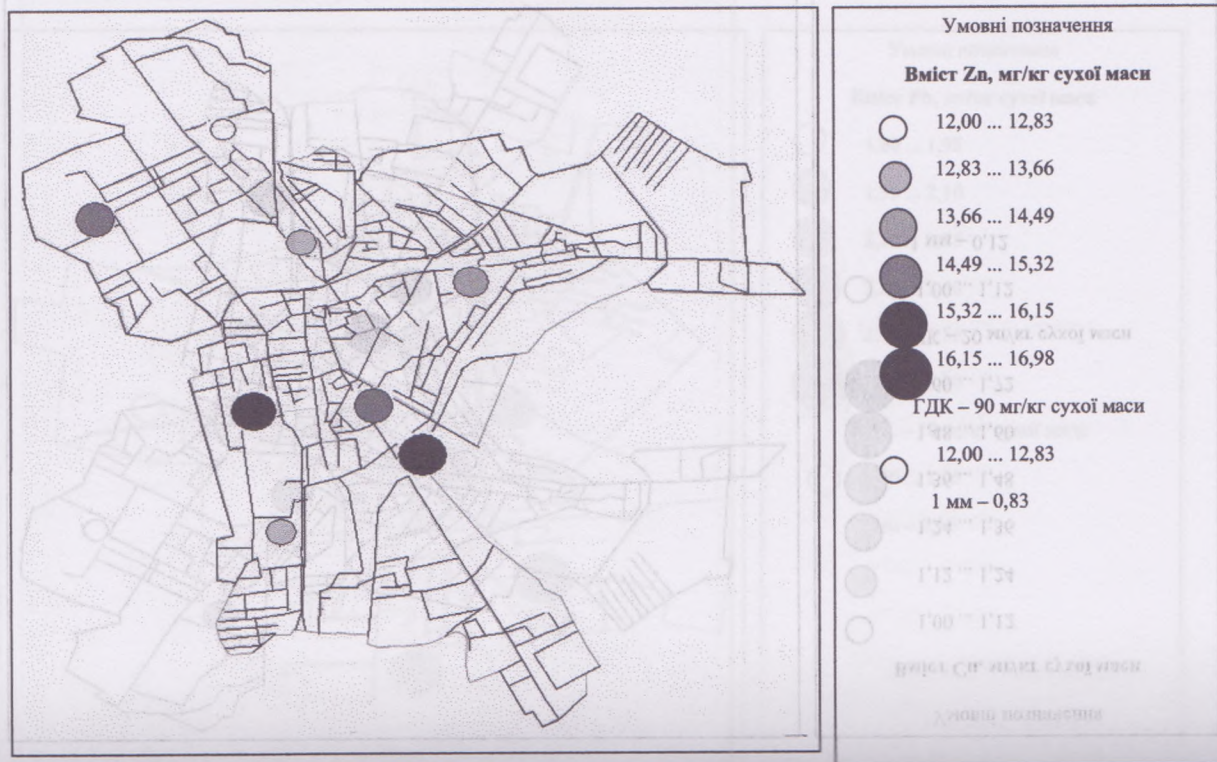 Умовні позначення
Вміст Zn, мг/кг сухої маси
12,00 ... 12,83
12,83 ... 13,66
13,66 ... 14,49
14,49 ... 15,32
15,32 ... 16,15
16,15 ... 16,98
ГДК – 90 мг/кг сухої маси
12,00 ... 12,83
1 мм – 0,83